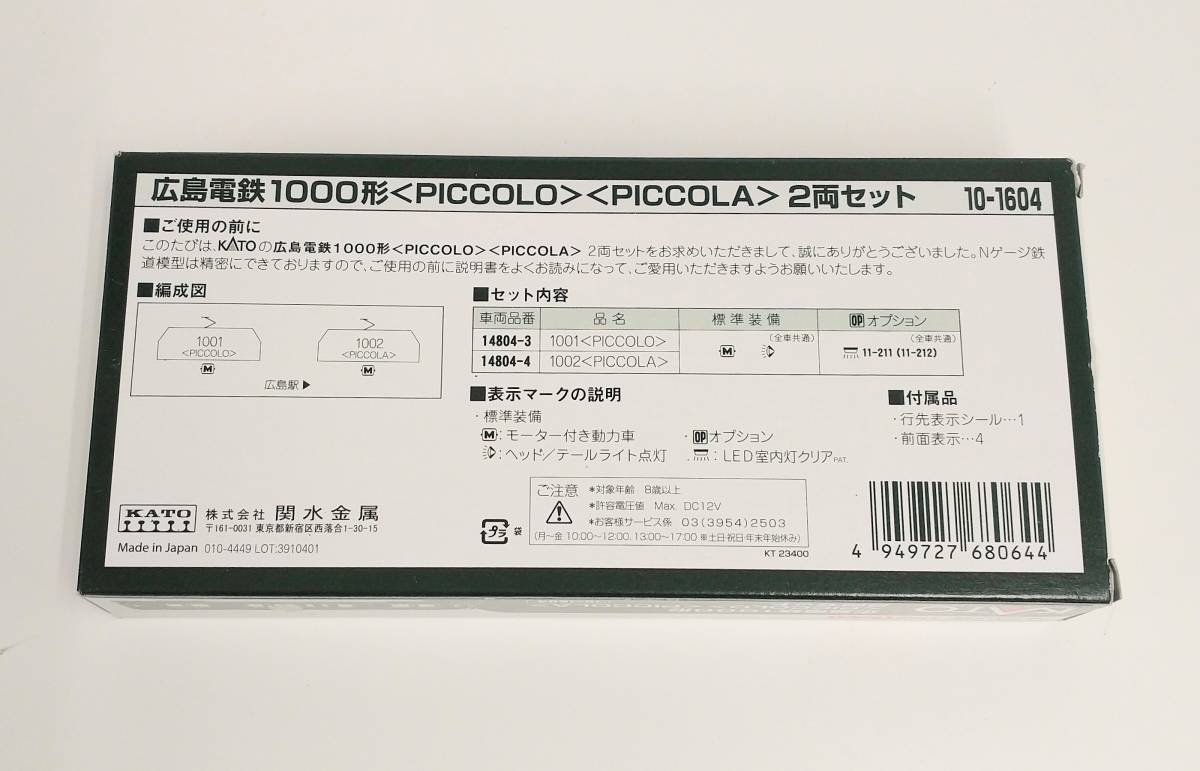 広島電鉄1000形<PICCOLO><PICCOLA> 2両セット 10-1604
■ご使用の前に
このたびは、KATOの広島電鉄1000形<PICCOLO><PICCOLA> 2両セットをお求めいただきまして、誠にありがとうございました。Nゲージ鉄
道模型は精密にできておりますので、ご使用の前に説明書をよくお読みになって、ご愛用いただきますようお願いいたします。
■編成図
1001
<PICCOLO>
M
1002
<PICCOLA>
M
広島駅▶
■セット内容
車両品番 品名 標準装備 OPオプション
14804-3 1001<PICCOLO> M (全車共通) 11-211 (11-212) (全車共通)
14804-4 1002<PICCOLA>
■表示マークの説明
・標準装備
M:モーター付き動力車
:ヘッド/テールライト点灯
・OPオプション
:LED室内灯クリアPAT.
■付属品
・行先表示シール…1
・前面表示…4
KATO 株式会社 関水金属
〒161-0031 東京都新宿区西落合1-30-15
Made in Japan 010-4449 LOT:3910401
プラ 袋
ご注意 *対象年齢 8歳以上
*許容電圧値 Max. DC12V
*お客様サービス係 03(3954)2503
(月〜金 10:00〜12:00、13:00〜17:00 ※土日・祝日・年末年始休み)
KT 23400
4 949727 680644